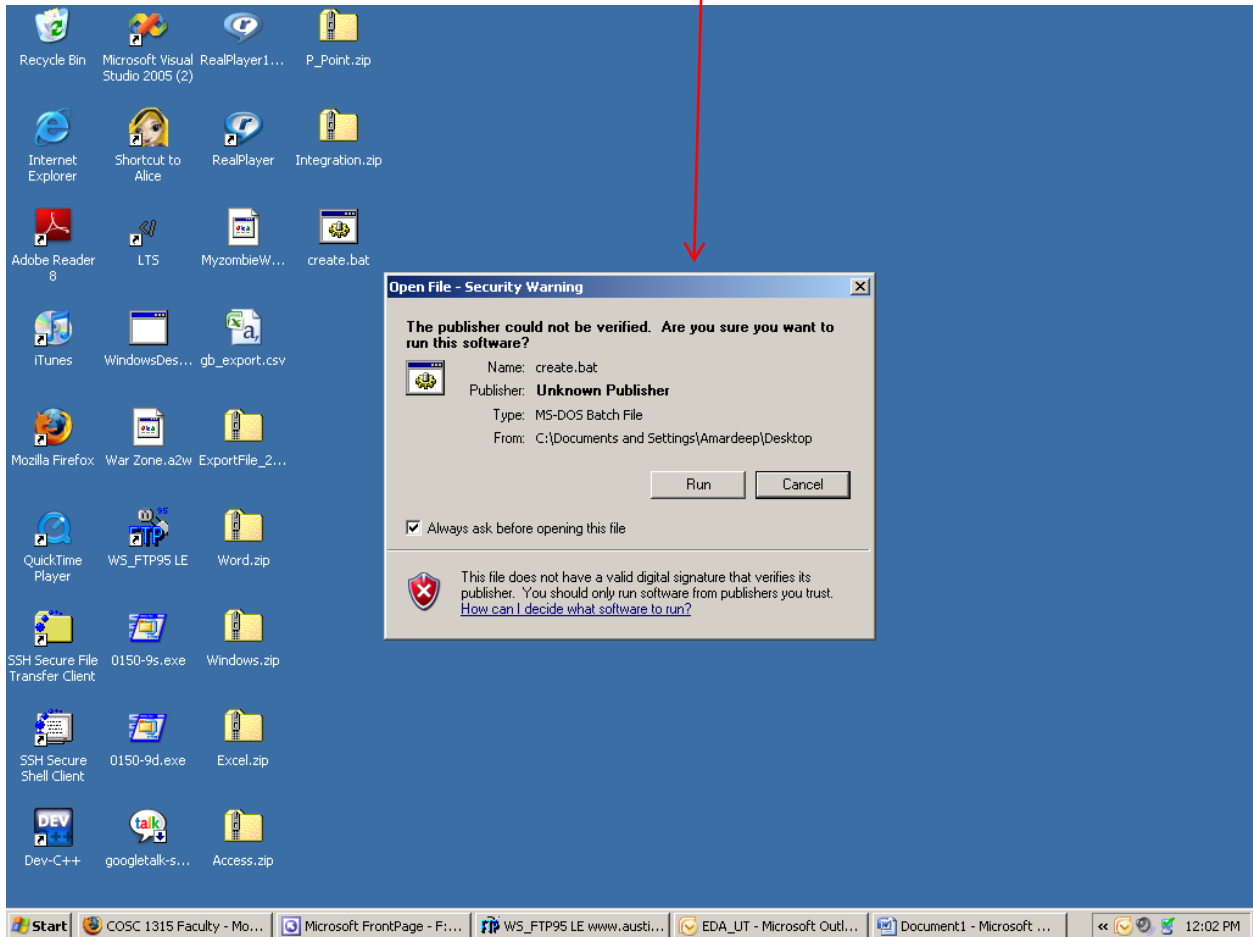 Recycle Bin
Microsoft Visual
Studio 2005 (2)
RealPlayer1...
P_Point.zip
Internet
Explorer
Shortcut to
Alice
RealPlayer
Integration.zip
Adobe Reader
8
LTS
MyzombieW...
create.bat
iTunes
WindowsDes...
gb_export.csv
Mozilla Firefox
War Zone.a2w
ExportFile_2...
QuickTime
Player
WS_FTP95 LE
Word.zip
SSH Secure File
Transfer Client
0150-9s.exe
Windows.zip
SSH Secure
Shell Client
0150-9d.exe
Excel.zip
DEV
C++
Dev-C++
talk
googletalk-s...
Access.zip
95
FTP
Open File - Security Warning
The publisher could not be verified. Are you sure you want to
run this software?
Name: create.bat
Publisher: Unknown Publisher
Type: MS-DOS Batch File
From: C:\Documents and Settings\Amardeep\Desktop
Run
Cancel
Always ask before opening this file
This file does not have a valid digital signature that verifies its
publisher. You should only run software from publishers you trust.
How can I decide what software to run?
Start
COSC 1315 Faculty - Mo...
Microsoft FrontPage - F:...
WS_FTP95 LE www.austi...
EDA_UT - Microsoft Outl...
Document1 - Microsoft ...
«
12:02 PM